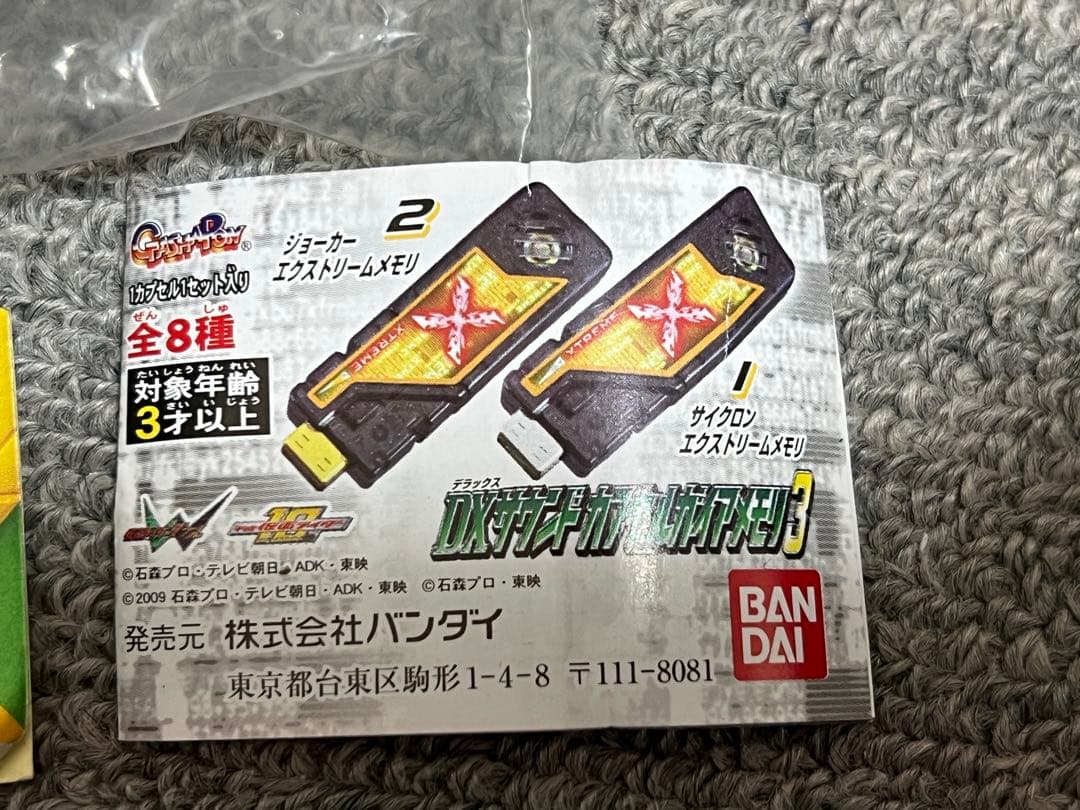 GASHAPON®
1カプセル1セット入り
ぜん しゅ
全8種
たいしょうねんれい
対象年齢
さい いじょう
3才以上
2
ジョーカー
エクストリームメモリ
XTREME
1
サイクロン
エクストリームメモリ
デラックス
DXサウンドカプセルガイアメモリ3
©石森プロ・テレビ朝日・ADK・東映
©2009 石森プロ・テレビ朝日・ADK・東映 ©石森プロ・東映
発売元 株式会社バンダイ
東京都台東区駒形1-4-8 〒111-8081
BAN
DAI